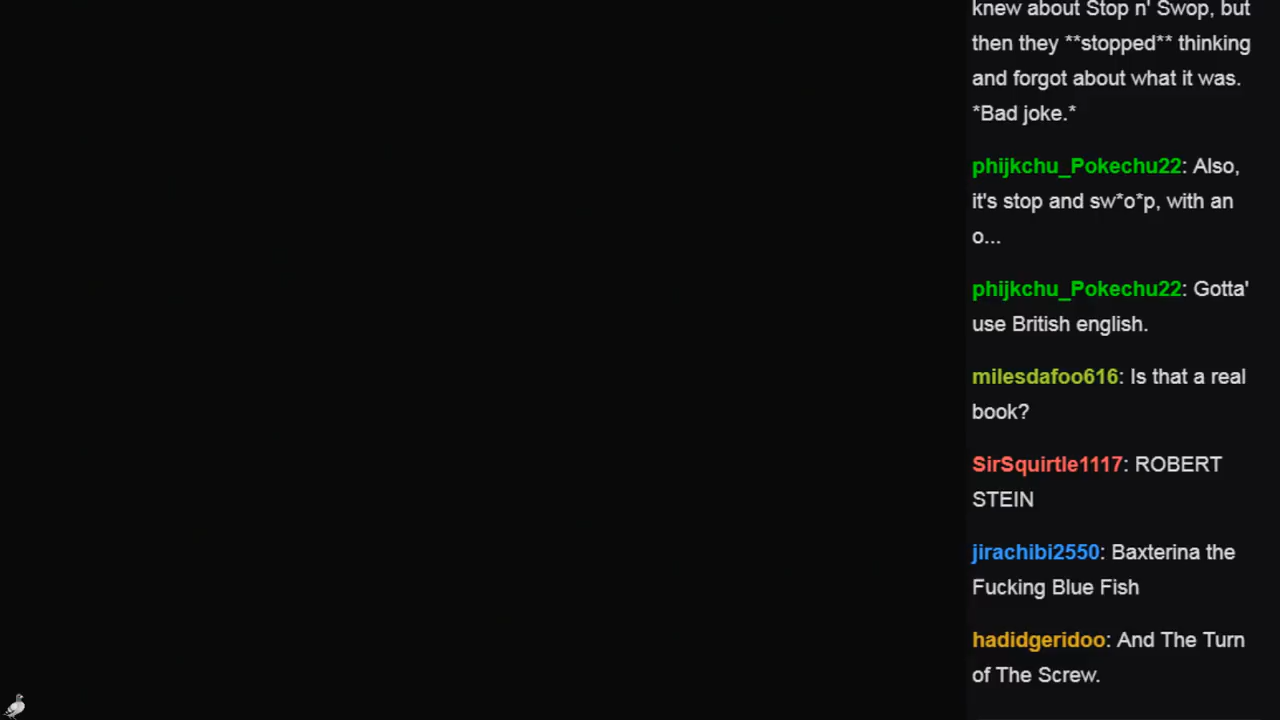 knew about Stop n' Swop, but
then they **stopped** thinking
and forgot about what it was.
*Bad joke.*
phijkchu_Pokechu22: Also,
it's stop and sw*o*p, with an
o...
phijkchu_Pokechu22: Gotta'
use British english.
milesdafoo616: Is that a real
book?
SirSquirtle1117: ROBERT
STEIN
jirachibi2550: Baxterina the
Fucking Blue Fish
hadidgeridoo: And The Turn
of The Screw.